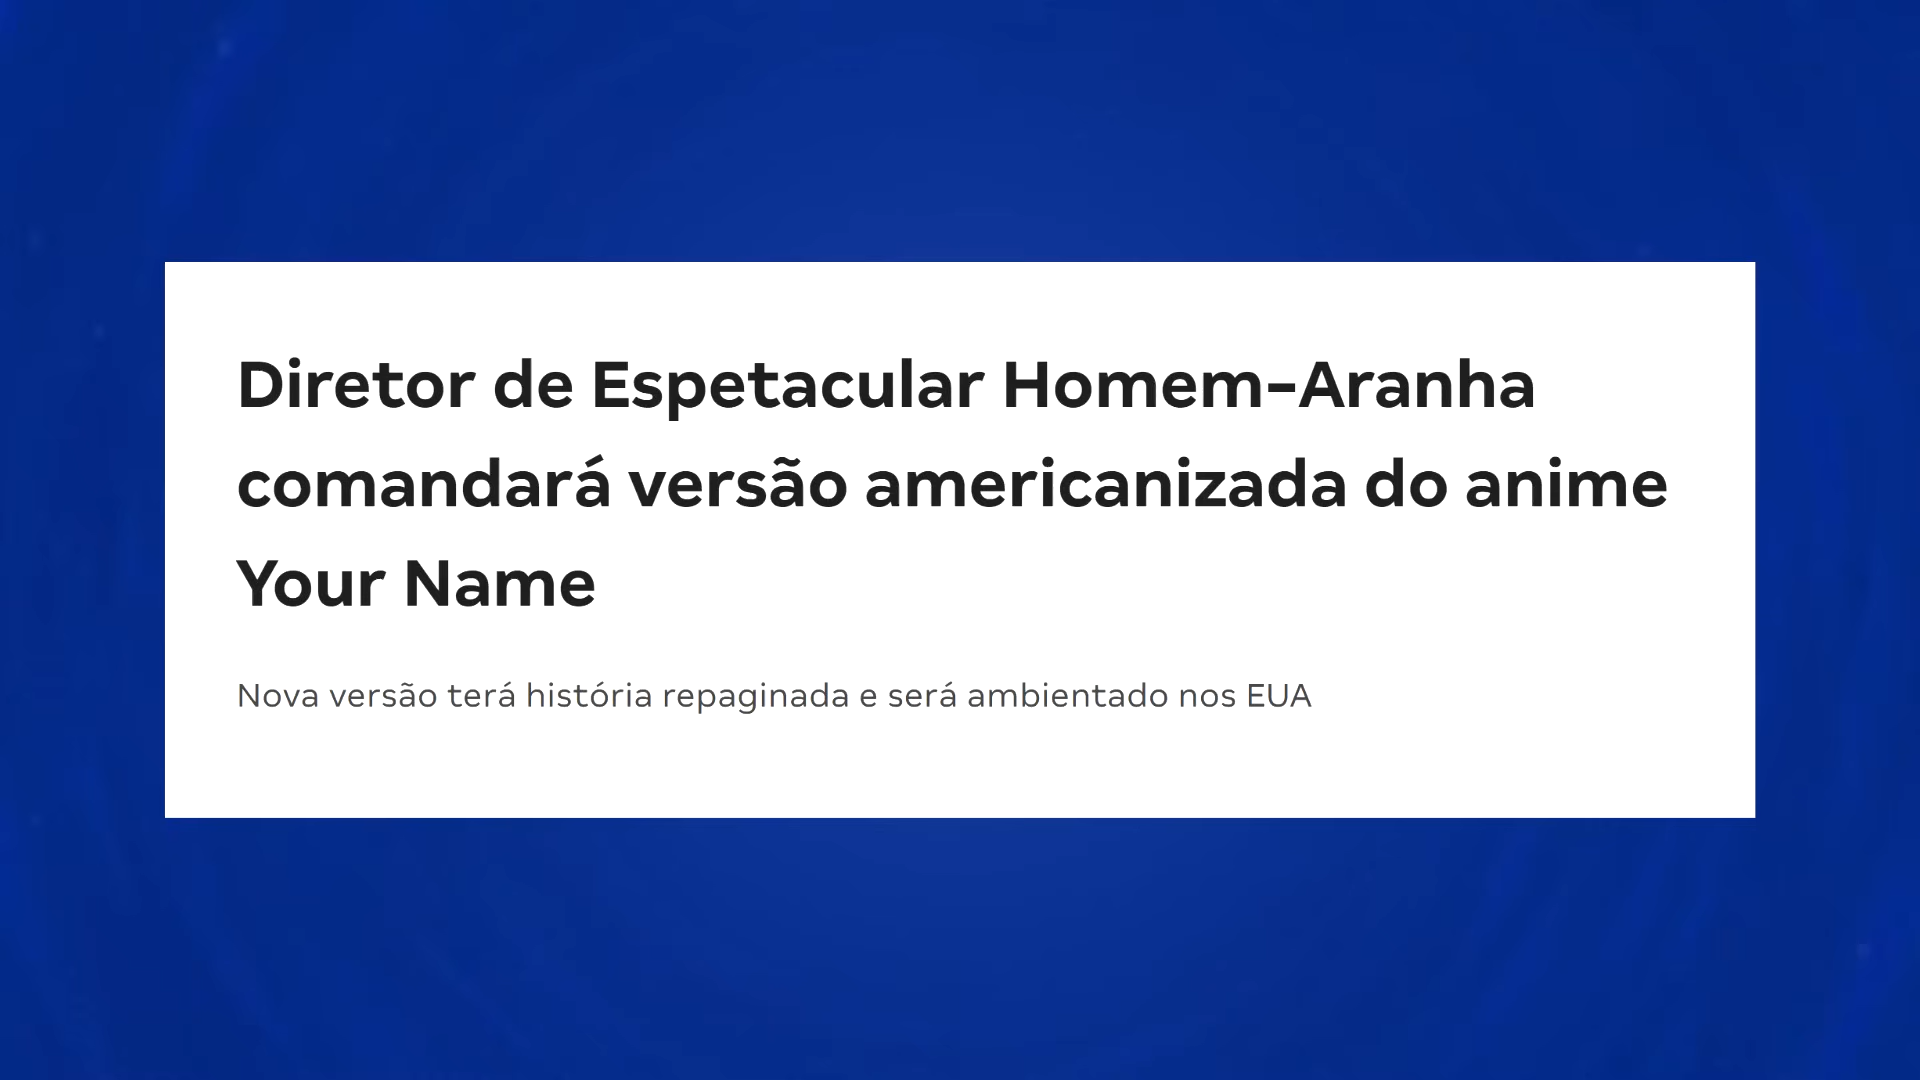 Diretor de Espetacular Homem-Aranha
comandará versão americanizada do anime
Your Name
Nova versão terá história repaginada e será ambientado nos EUA